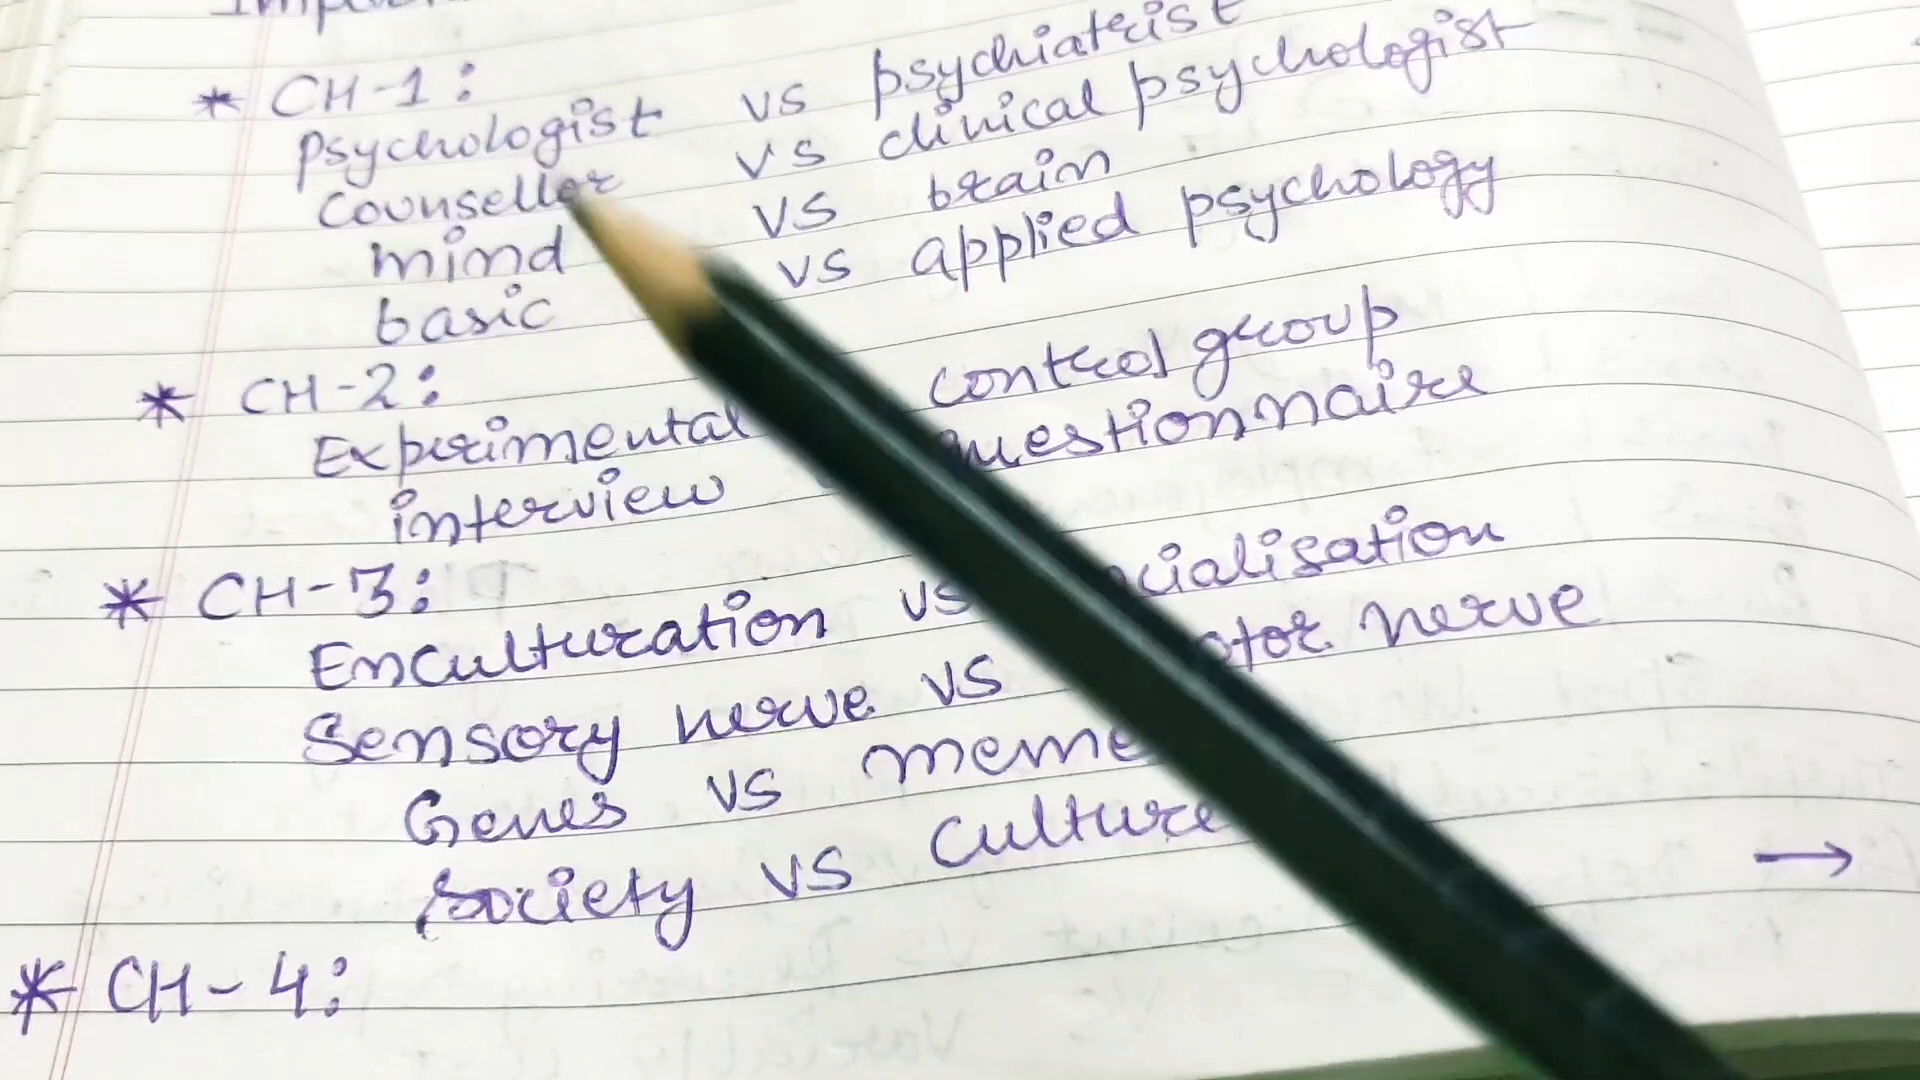 * CH-1:
Psychologist vs psychiatrist
Counsellor vs clinical psychologist
mind vs brain
basic vs applied psychology
* CH-2:
Experimental control group
interview
* CH-3:
Enculturation vs
Sensory nerve vs nerve
Genes vs
Society vs Culture →
* CH-4: